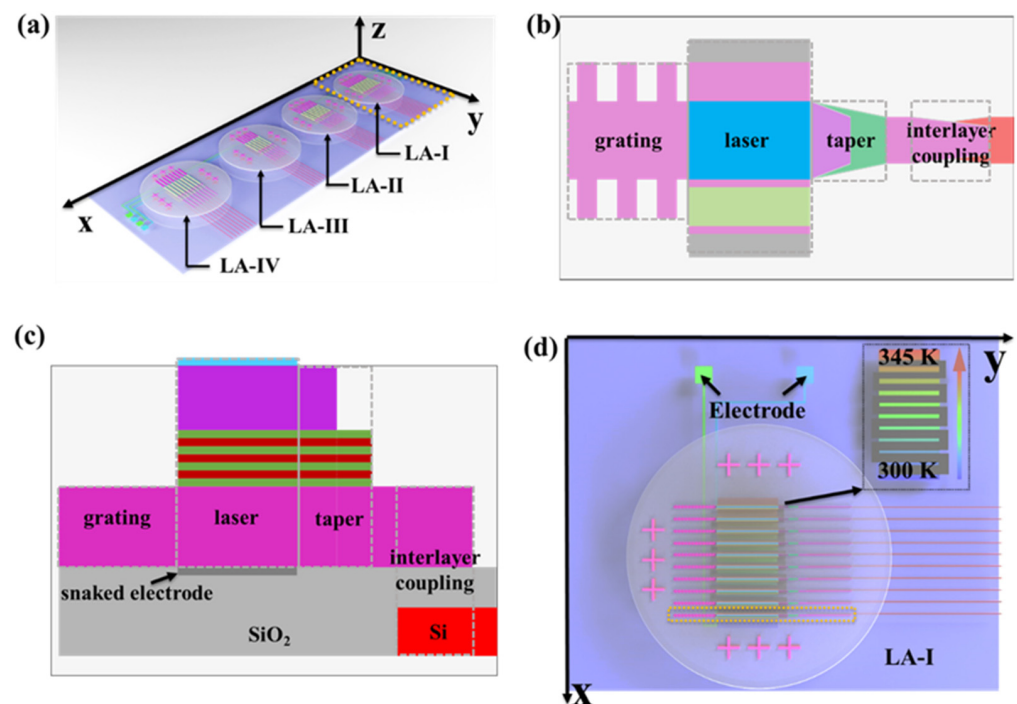 (a)
z
y
x
LA-I
LA-II
LA-III
LA-IV
(b)
grating
laser
taper
interlayer
coupling
(c)
grating
laser
taper
interlayer
coupling
snaked electrode
SiO₂
Si
(d)
y
345 K
Electrode
300 K
LA-I
x